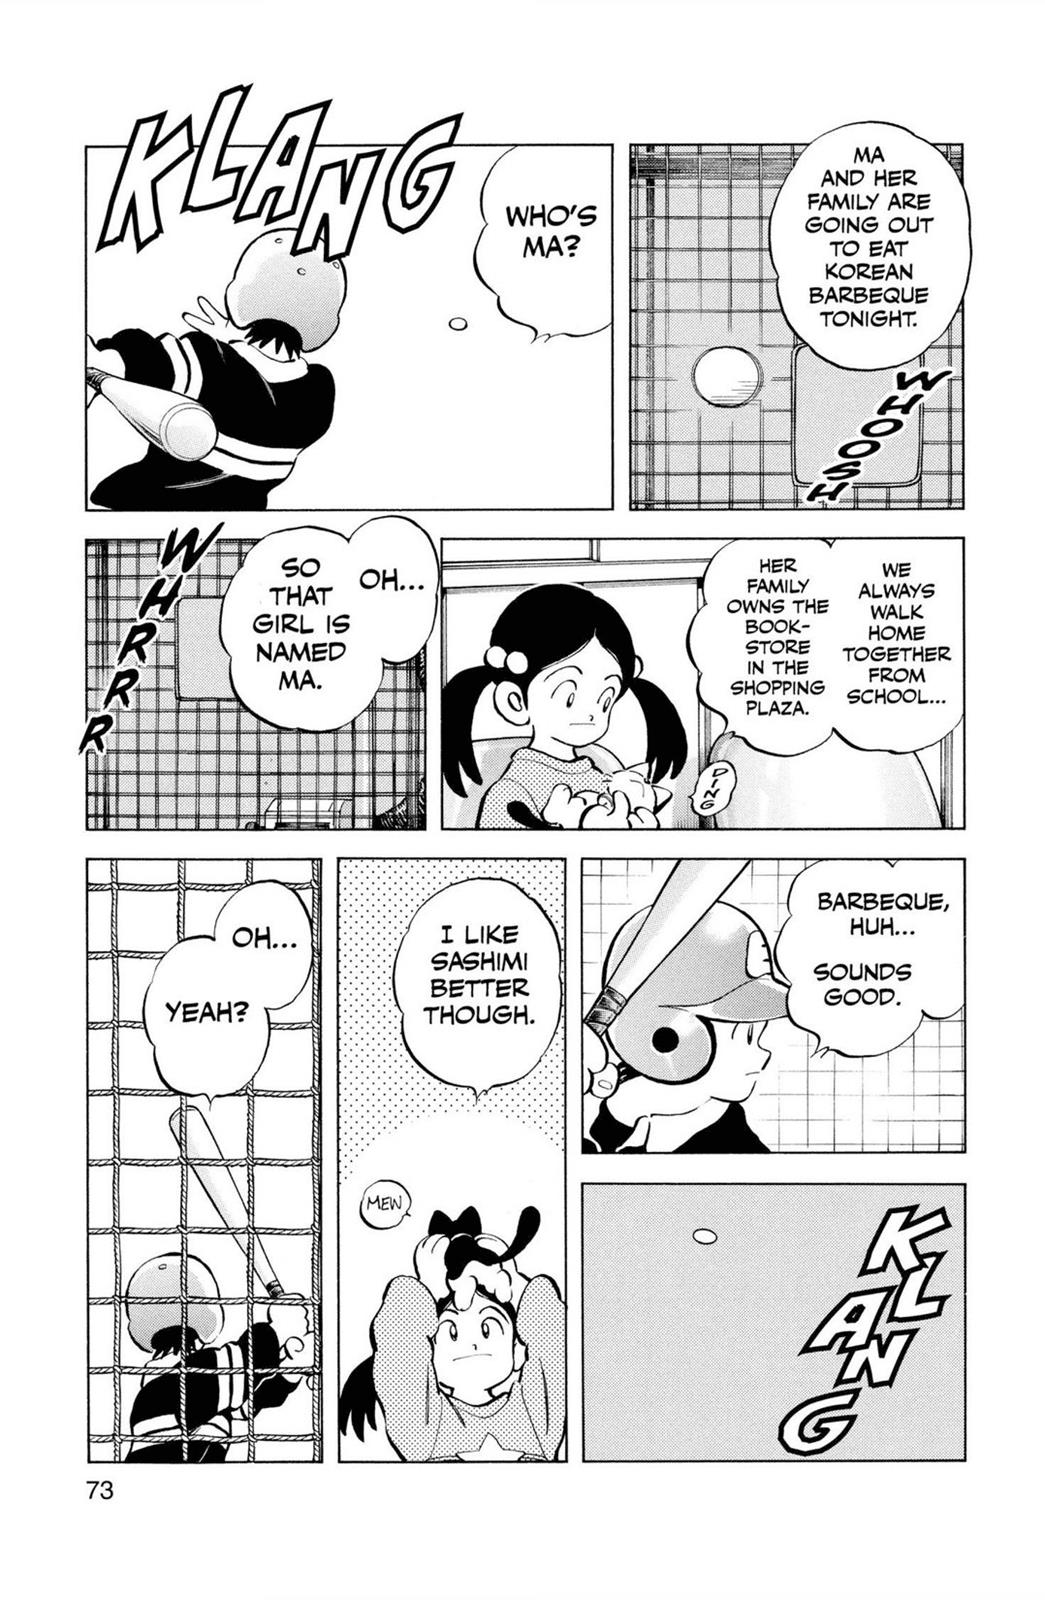 MA
AND HER
FAMILY ARE
GOING OUT
TO EAT
KOREAN
BARBEQUE
TONIGHT.
WHOOSH
WHO'S
MA?
KLANG
WE
ALWAYS
WALK
HOME
TOGETHER
FROM
SCHOOL...
HER
FAMILY
OWNS THE
BOOK-
STORE
IN THE
SHOPPING
PLAZA.
DING
OH...
SO
THAT
GIRL IS
NAMED
MA.
WHRRR
BARBEQUE,
HUH...
SOUNDS
GOOD.
KLANG
I LIKE
SASHIMI
BETTER
THOUGH.
MEW
OH...
YEAH?
73